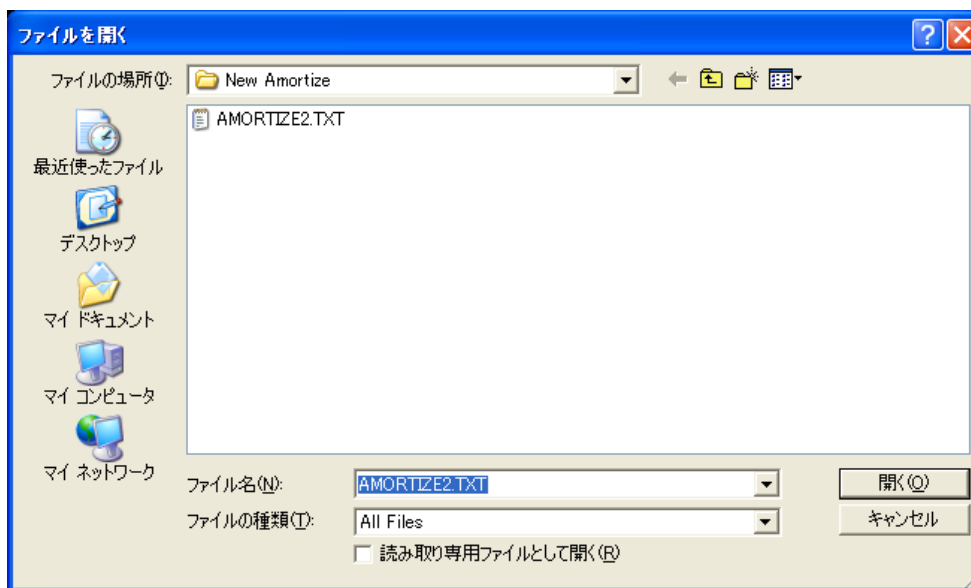 ファイルを開く
ファイルの場所(I):
New Amortize
AMORTIZE2.TXT
最近使ったファイル
デスクトップ
マイ ドキュメント
マイ コンピュータ
マイ ネットワーク
ファイル名(N):
AMORTIZE2.TXT
開く(O)
ファイルの種類(T):
All Files
キャンセル
読み取り専用ファイルとして開く(R)